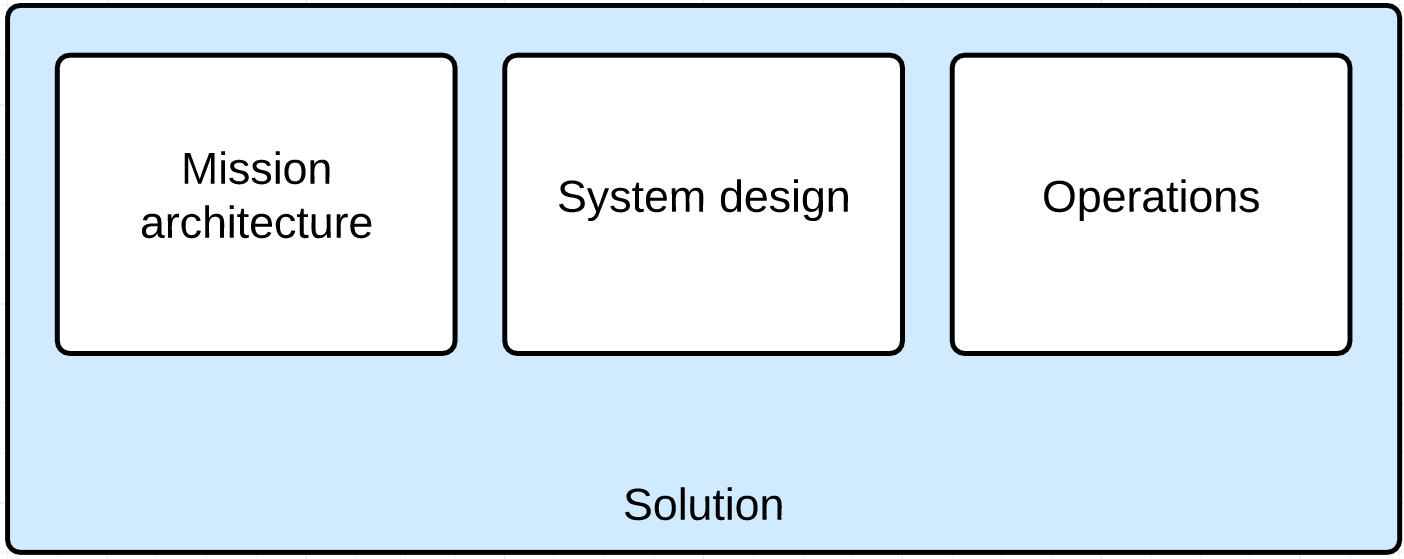 Mission
architecture
System design
Operations
Solution